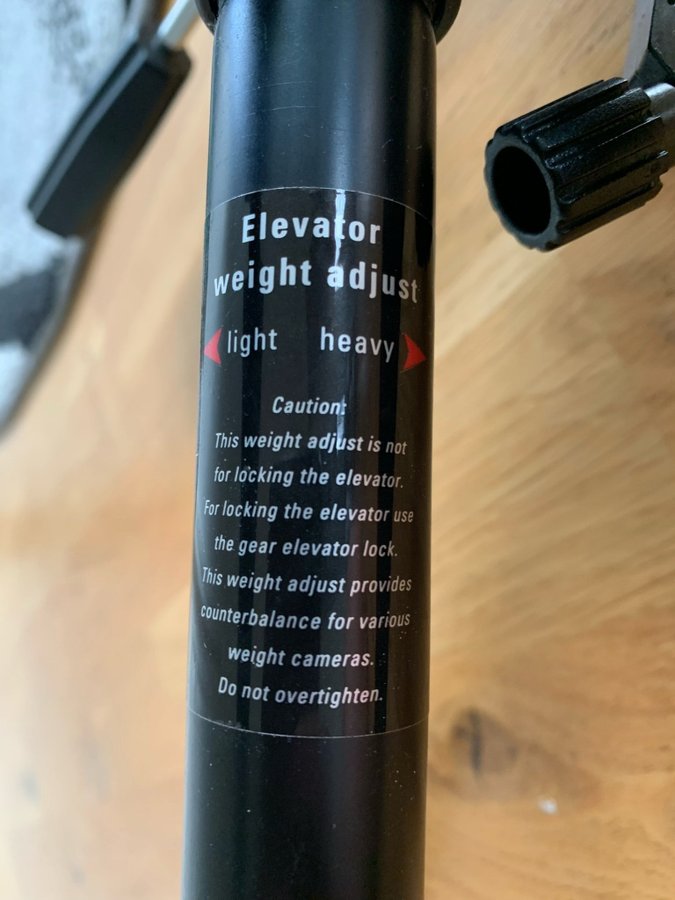 Elevator
weight adjust
light heavy
Caution:
This weight adjust is not
for locking the elevator.
For locking the elevator use
the gear elevator lock.
This weight adjust provides
counterbalance for various
weight cameras.
Do not overtighten.